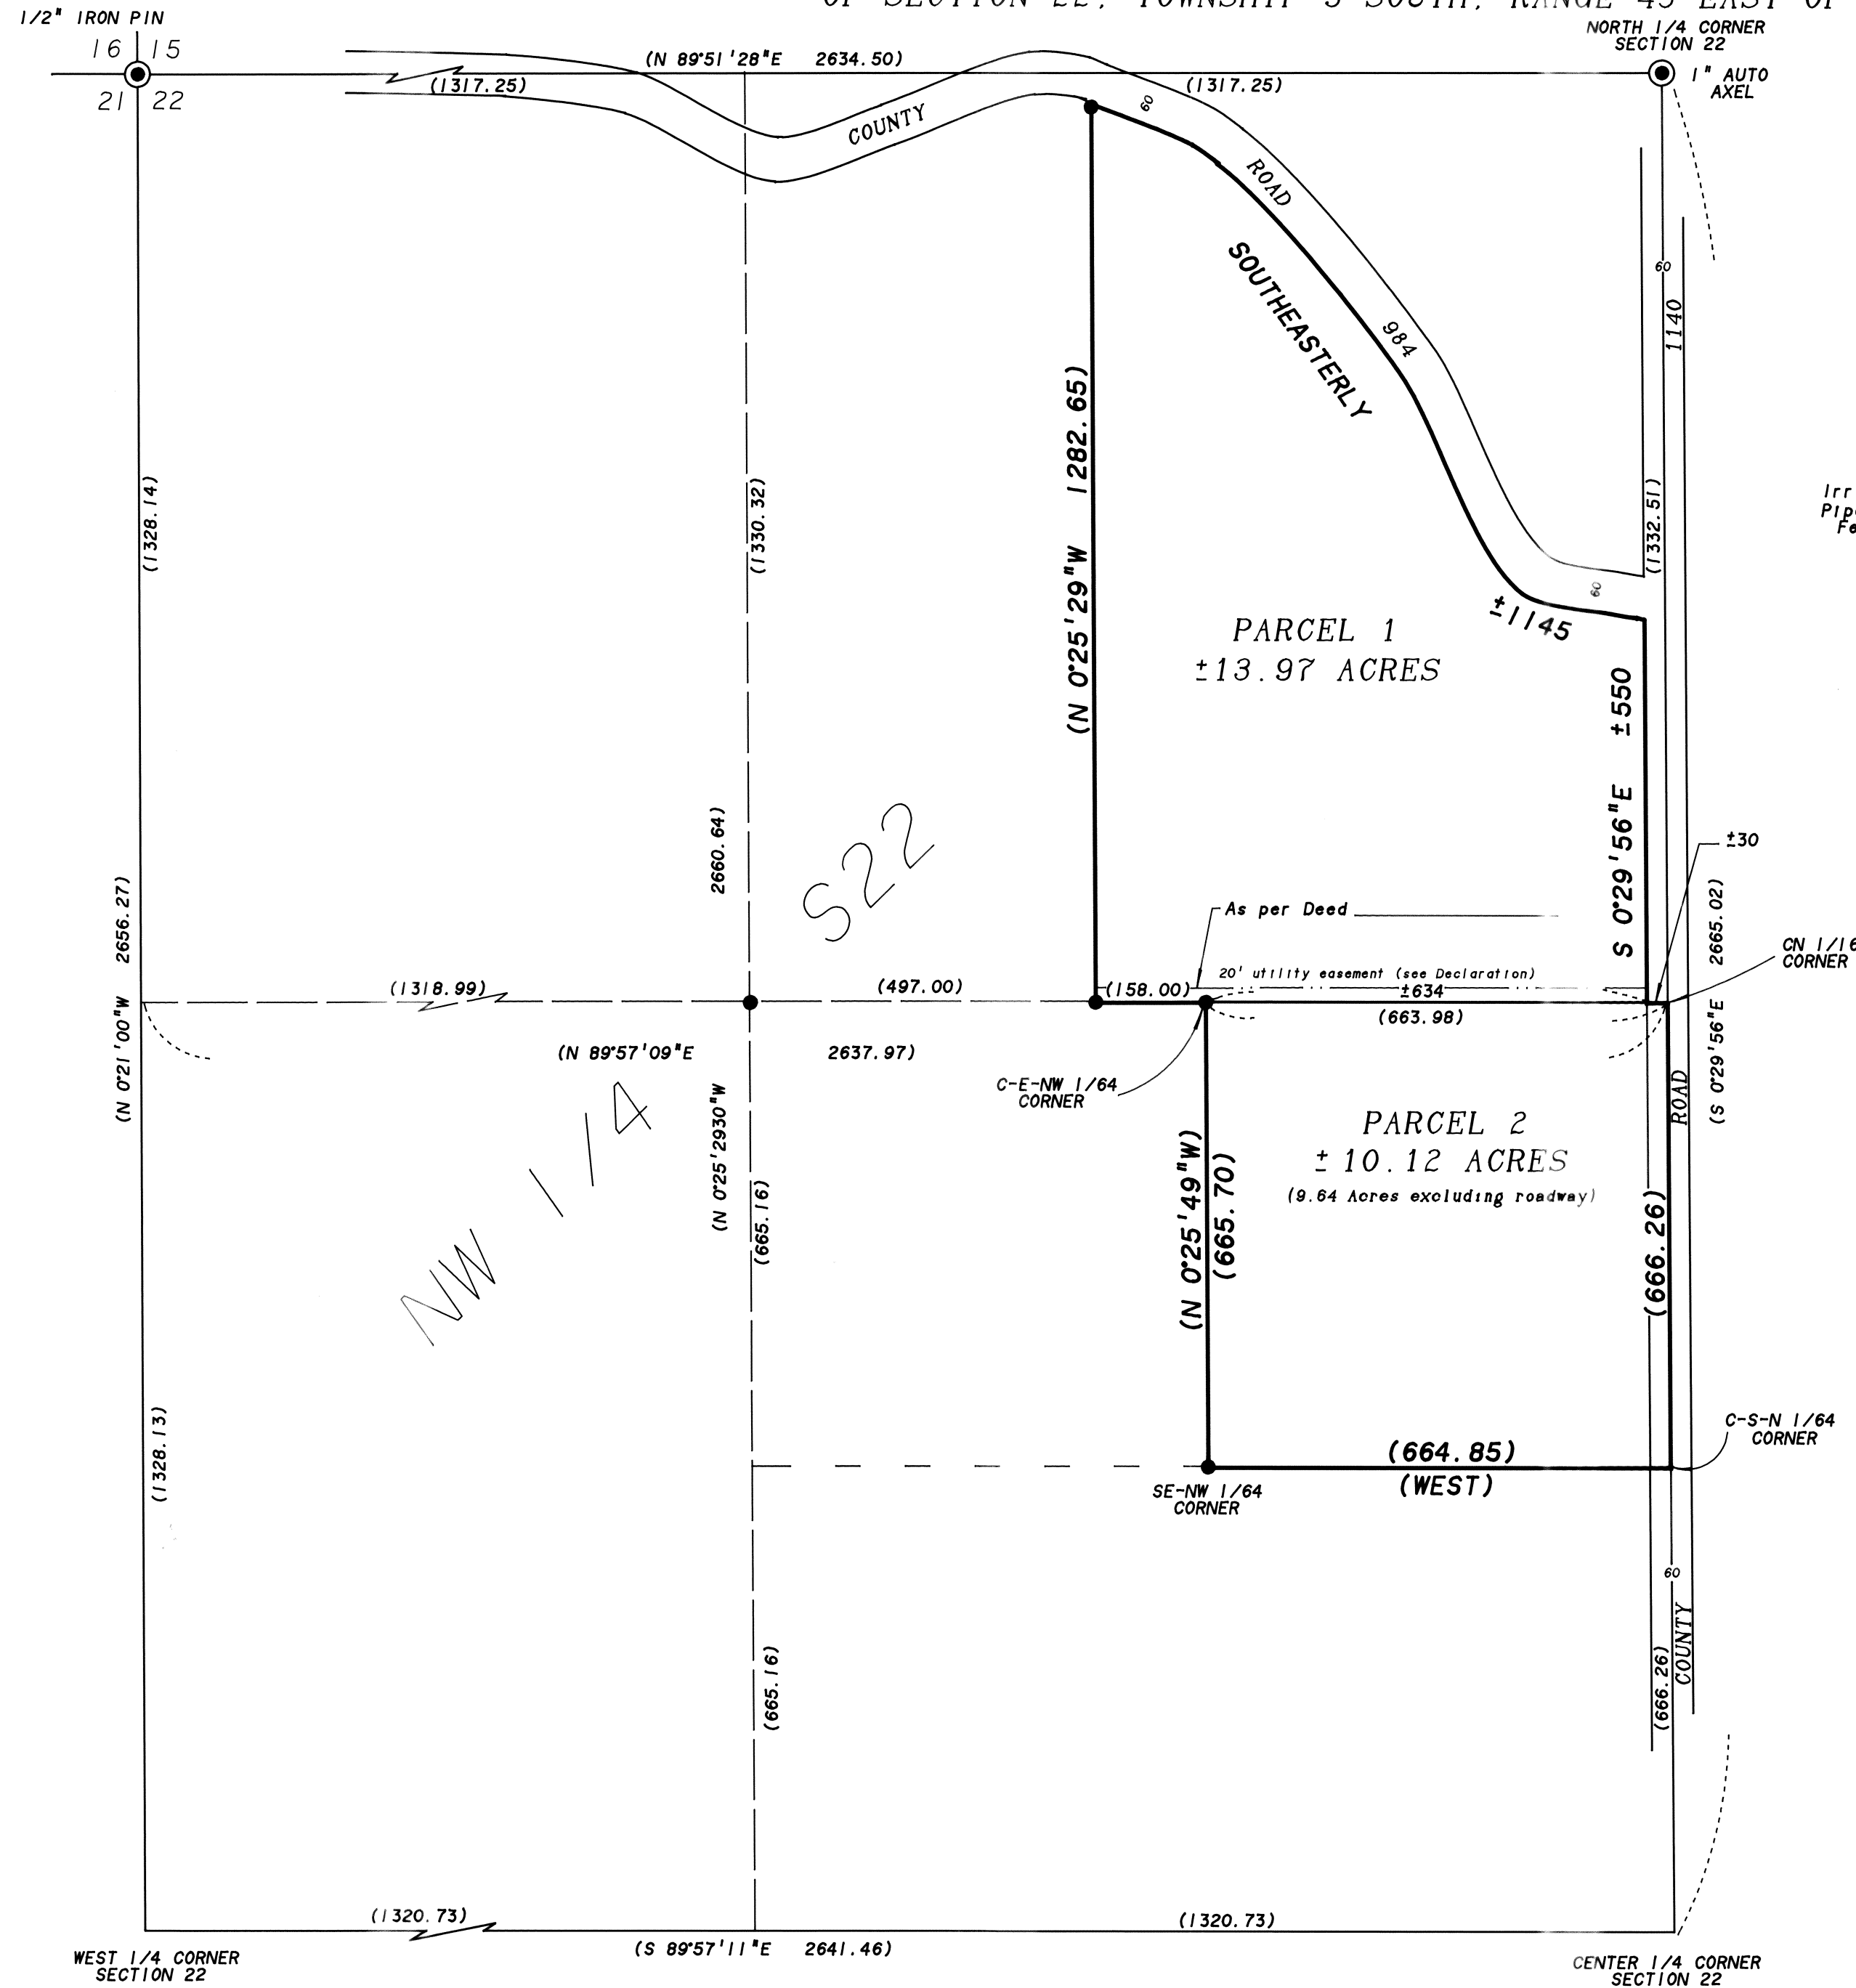 OF SECTION 22, TOWNSHIP 3 SOUTH, RANGE 45 EAST OF
1/2" IRON PIN
NORTH 1/4 CORNER
SECTION 22
16 15
21 22
(N 89°51'28"E 2634.50)
(1317.25)
(1317.25)
1" AUTO
AXEL
COUNTY
60
ROAD
984
SOUTHEASTERLY
60
1140
(1328.14)
(1330.32)
(N 0°25'29"W 1282.65)
(1332.51)
Irr
Pip
Fe
60
±1145
PARCEL 1
±13.97 ACRES
S 0°29'56"E ±550
±30
2660.64)
S22
(N 0°21'00"W 2656.27)
As per Deed
(S 0°29'56"E 2665.02)
CN 1/16
CORNER
20' utility easement (see Declaration)
(1318.99)
(497.00)
(158.00)
±634
(663.98)
(N 89°57'09"E 2637.97)
C-E-NW 1/64
CORNER
ROAD
(N 0°25'2930"W
(665.16)
NW 1/4
PARCEL 2
± 10.12 ACRES
(9.64 Acres excluding roadway)
(N 0°25'49"W)
(665.70)
(666.26)
(1328.13)
(664.85)
(WEST)
C-S-N 1/64
CORNER
SE-NW 1/64
CORNER
60
COUNTY
(665.16)
(666.26)
(1320.73)
(1320.73)
(S 89°57'11"E 2641.46)
WEST 1/4 CORNER
SECTION 22
CENTER 1/4 CORNER
SECTION 22